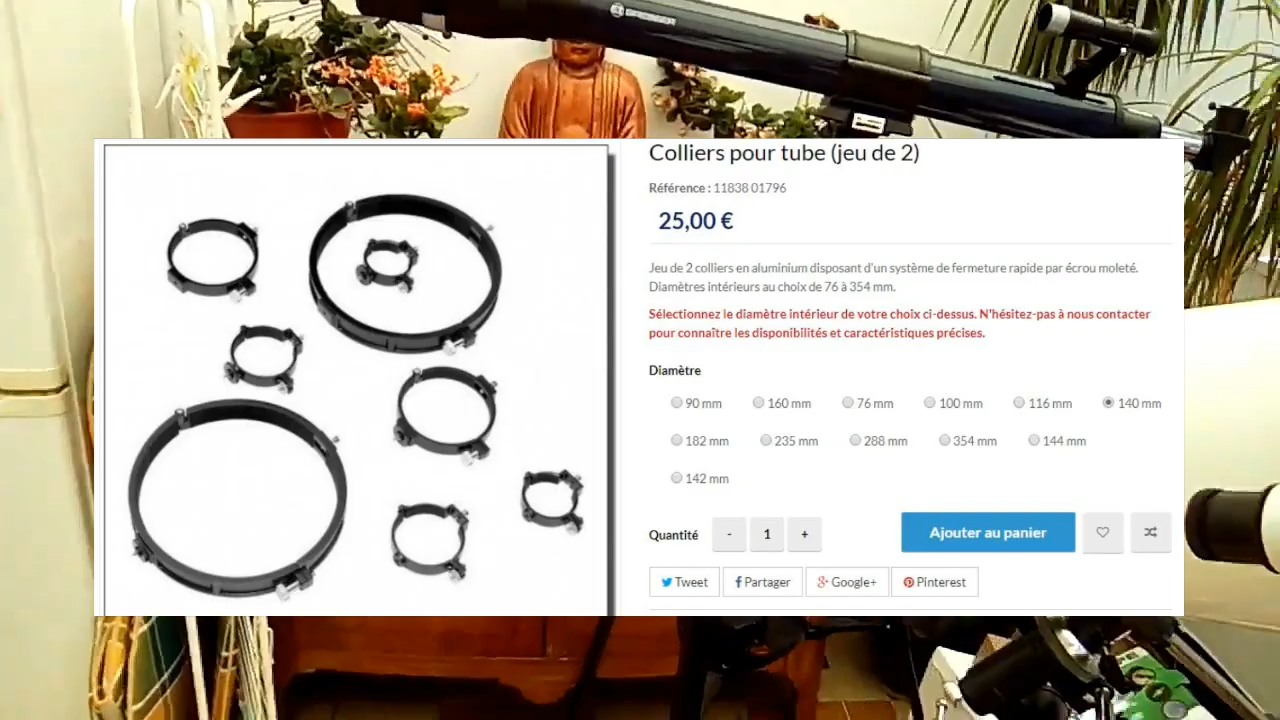 BRESSER
Colliers pour tube (jeu de 2)
Référence : 11838 01796
25,00 €
Jeu de 2 colliers en aluminium disposant d'un système de fermeture rapide par écrou moleté.
Diamètres intérieurs au choix de 76 à 354 mm.
Sélectionnez le diamètre intérieur de votre choix ci-dessus. N'hésitez-pas à nous contacter
pour connaître les disponibilités et caractéristiques précises.
Diamètre
90 mm 160 mm 76 mm 100 mm 116 mm 140 mm
182 mm 235 mm 288 mm 354 mm 144 mm
142 mm
Quantité - 1 + Ajouter au panier
Tweet Partager Google+ Pinterest